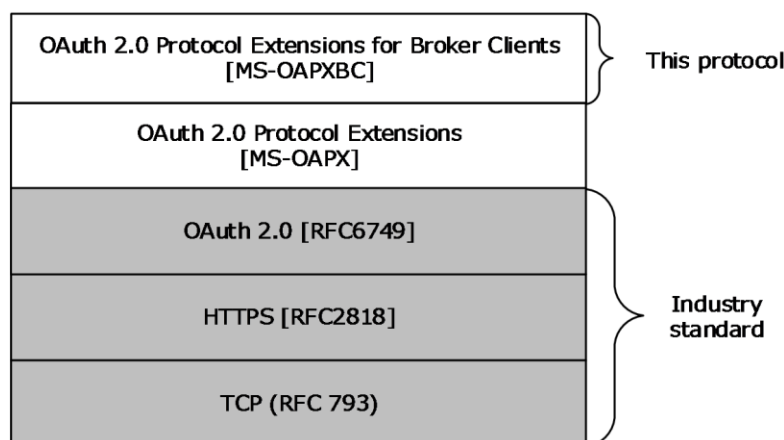 OAuth 2.0 Protocol Extensions for Broker Clients
[MS-OAPXBC]
This protocol
OAuth 2.0 Protocol Extensions
[MS-OAPX]
OAuth 2.0 [RFC6749]
HTTPS [RFC2818]
Industry
standard
TCP (RFC 793)